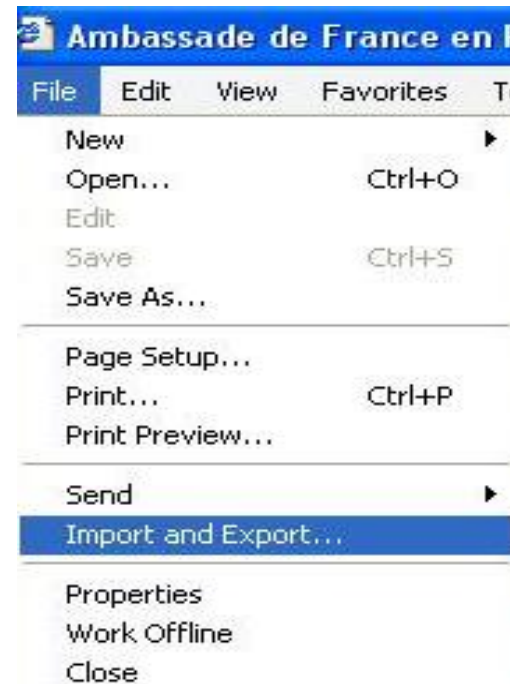 Ambassade de France en
File Edit View Favorites
New
Open... Ctrl+O
Edit
Save Ctrl+S
Save As...
Page Setup...
Print... Ctrl+P
Print Preview...
Send
Import and Export...
Properties
Work Offline
Close